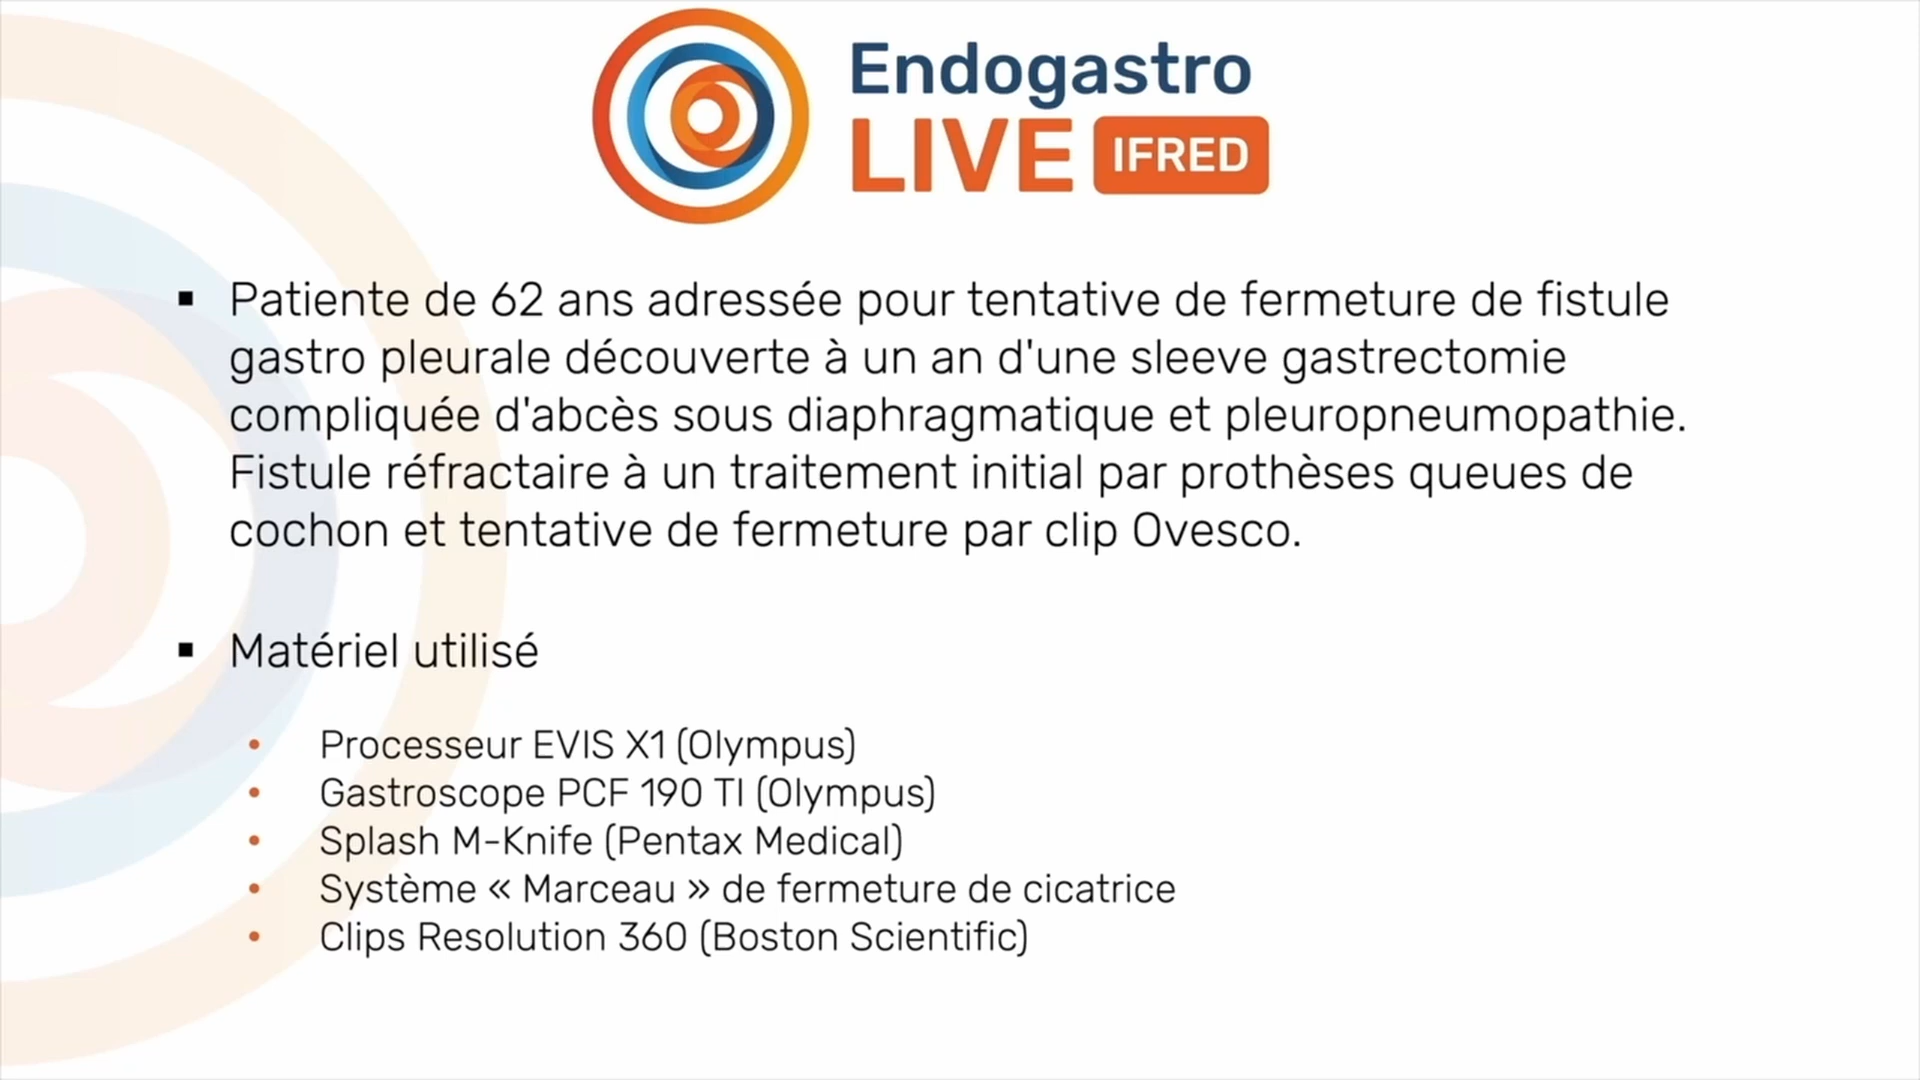 Endogastro
LIVE IFRED
▪ Patiente de 62 ans adressée pour tentative de fermeture de fistule
gastro pleurale découverte à un an d'une sleeve gastrectomie
compliquée d'abcès sous diaphragmatique et pleuropneumopathie.
Fistule réfractaire à un traitement initial par prothèses queues de
cochon et tentative de fermeture par clip Ovesco.
▪ Matériel utilisé
• Processeur EVIS X1 (Olympus)
• Gastroscope PCF 190 TI (Olympus)
• Splash M-Knife (Pentax Medical)
• Système « Marceau » de fermeture de cicatrice
• Clips Resolution 360 (Boston Scientific)